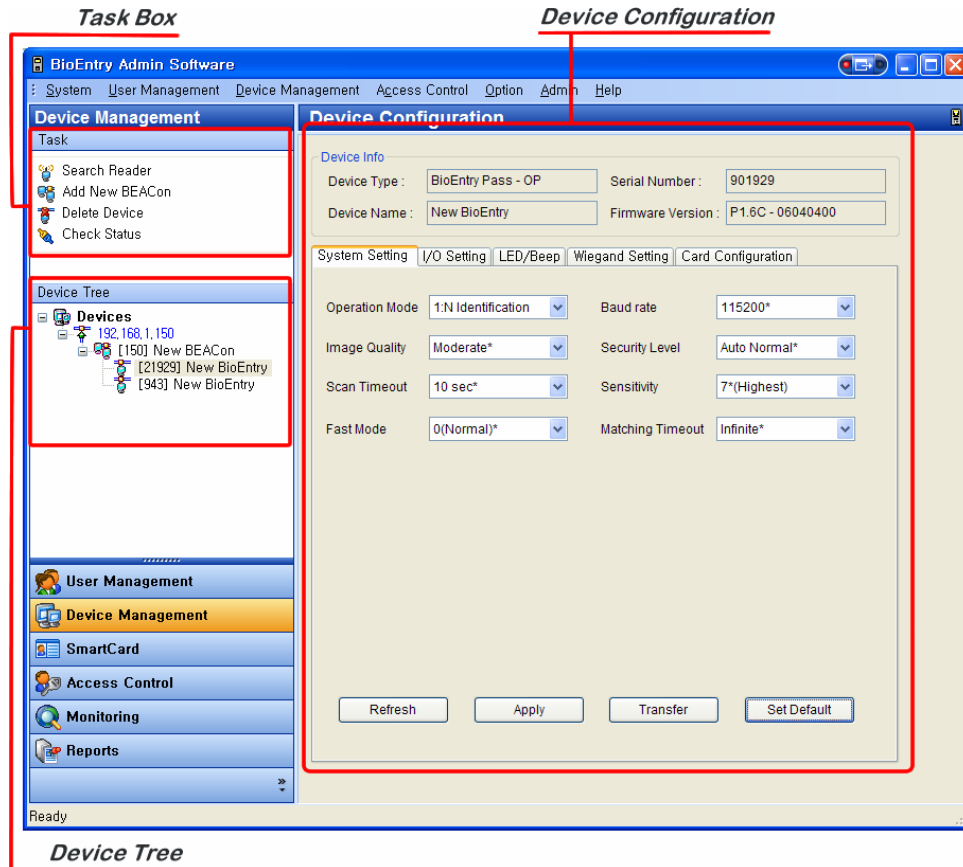 Task Box
Device Configuration
BioEntry Admin Software
System User Management Device Management Access Control Option Admin Help
Device Management
Device Configuration
Task
Search Reader
Add New BEACon
Delete Device
Check Status
Device Tree
Devices
192,168,1,150
[150] New BEACon
[21929] New BioEntry
[943] New BioEntry
Device Info
Device Type : BioEntry Pass - OP Serial Number : 901929
Device Name : New BioEntry Firmware Version : P1.6C - 06040400
System Setting I/O Setting LED/Beep Wiegand Setting Card Configuration
Operation Mode 1:N Identification Baud rate 115200*
Image Quality Moderate* Security Level Auto Normal*
Scan Timeout 10 sec* Sensitivity 7*(Highest)
Fast Mode 0(Normal)* Matching Timeout Infinite*
User Management
Device Management
SmartCard
Access Control
Monitoring
Reports
Refresh Apply Transfer Set Default
Ready
Device Tree